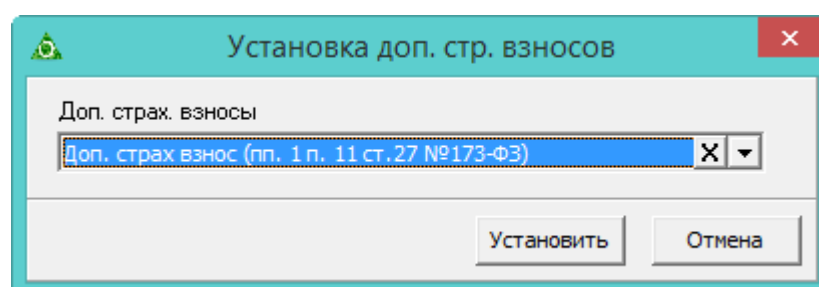 Установка доп. стр. взносов
Доп. страх. взносы
Доп. страх взнос (пп. 1 п. 11 ст.27 №173-ФЗ)
Установить Отмена